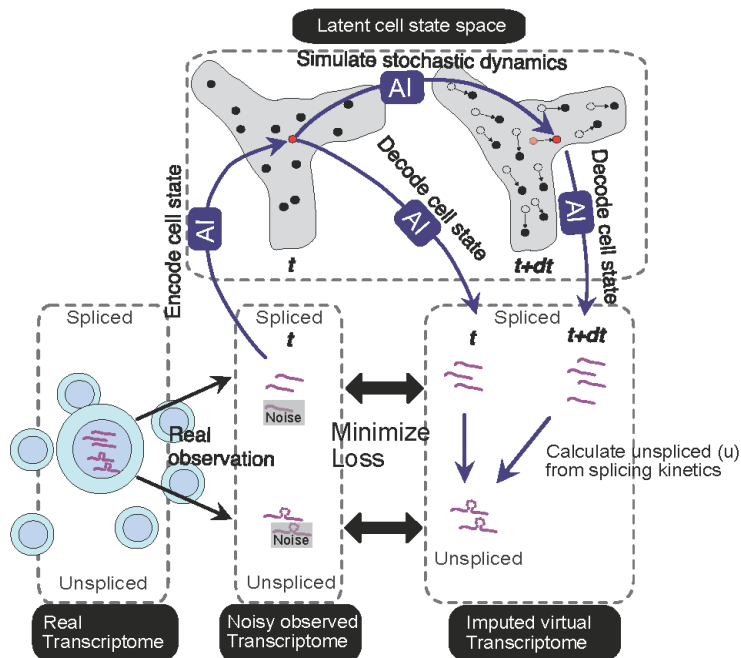 Latent cell state space
Simulate stochastic dynamics
AI
Encode cell state
AI
Decode cell state
AI
Decode cell state
AI
t
t+dt
Spliced
Spliced
t
Spliced
t
t+dt
Noise
Real
observation
Minimize
Loss
Calculate unspliced (u)
from splicing kinetics
Noise
Unspliced
Unspliced
Unspliced
Real
Transcriptome
Noisy observed
Transcriptome
Imputed virtual
Transcriptome